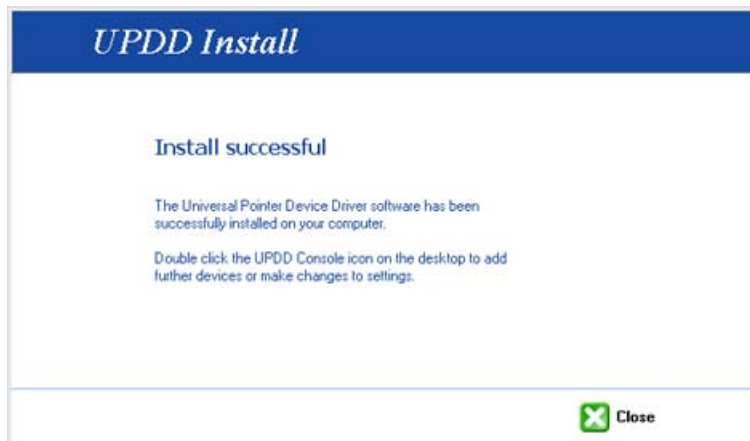 UPDD Install
Install successful
The Universal Pointer Device Driver software has been
successfully installed on your computer.
Double click the UPDD Console icon on the desktop to add
further devices or make changes to settings.
Close